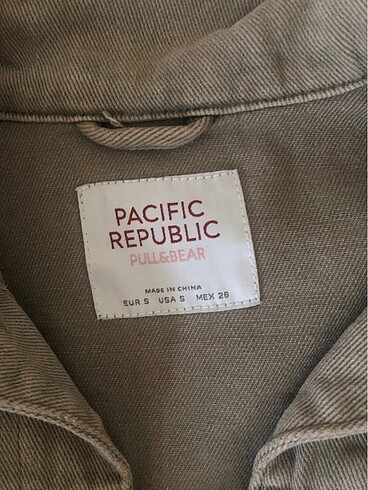 PACIFIC
REPUBLIC
PULL&BEAR
MADE IN CHINA
EUR S USA S MEX 26